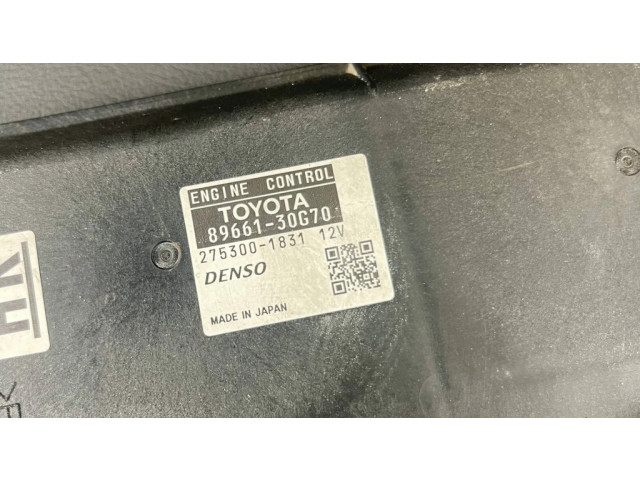 ENGINE CONTROL
TOYOTA
89661-30G70
275300-1831 12V
DENSO
MADE IN JAPAN